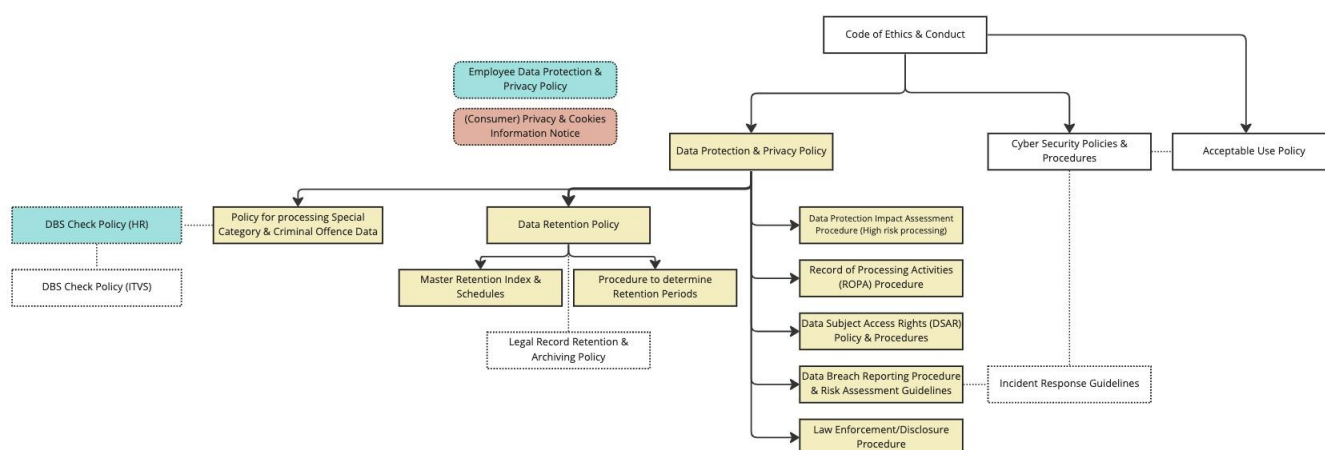 Code of Ethics & Conduct
Employee Data Protection &
Privacy Policy
(Consumer) Privacy & Cookies
Information Notice
Data Protection & Privacy Policy
Cyber Security Policies &
Procedures
Acceptable Use Policy
DBS Check Policy (HR)
Policy for processing Special
Category & Criminal Offence Data
Data Retention Policy
Data Protection Impact Assessment
Procedure (High risk processing)
DBS Check Policy (ITVS)
Master Retention Index &
Schedules
Procedure to determine
Retention Periods
Record of Processing Activities
(ROPA) Procedure
Legal Record Retention &
Archiving Policy
Data Subject Access Rights (DSAR)
Policy & Procedures
Data Breach Reporting Procedure
& Risk Assessment Guidelines
Incident Response Guidelines
Law Enforcement/Disclosure
Procedure